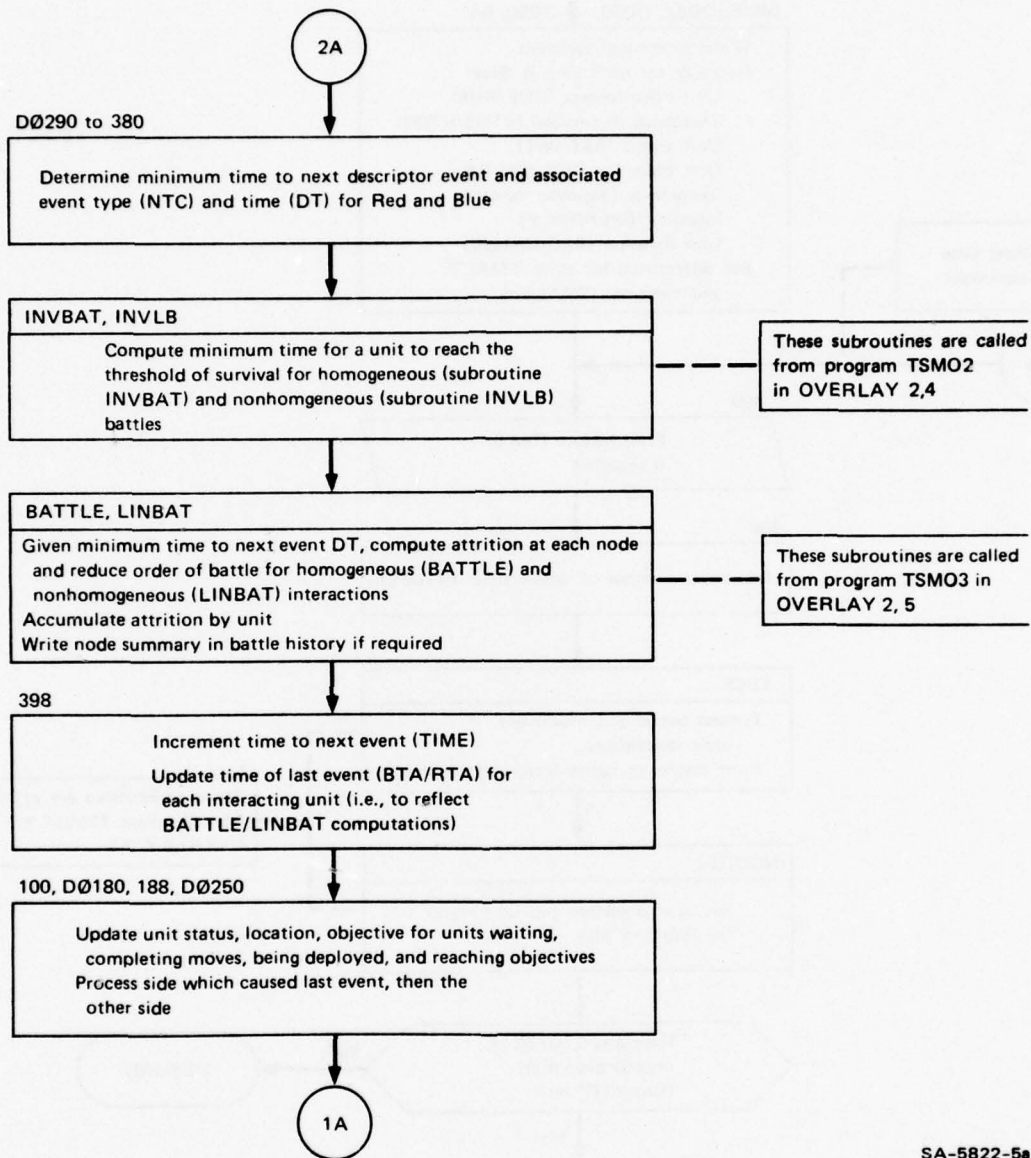 2A
DØ290 to 380
Determine minimum time to next descriptor event and associated
event type (NTC) and time (DT) for Red and Blue
INVBAT, INVLB
Compute minimum time for a unit to reach the
threshold of survival for homogeneous (subroutine
INVBAT) and nonhomgeneous (subroutine INVLB)
battles
These subroutines are called
from program TSMO2
in OVERLAY 2,4
BATTLE, LINBAT
Given minimum time to next event DT, compute attrition at each node
and reduce order of battle for homogeneous (BATTLE) and
nonhomogeneous (LINBAT) interactions
Accumulate attrition by unit
Write node summary in battle history if required
These subroutines are called
from program TSMO3 in
OVERLAY 2, 5
398
Increment time to next event (TIME)
Update time of last event (BTA/RTA) for
each interacting unit (i.e., to reflect
BATTLE/LINBAT computations)
100, DØ180, 188, DØ250
Update unit status, location, objective for units waiting,
completing moves, being deployed, and reaching objectives
Process side which caused last event, then the
other side
1A
SA-5822-5a